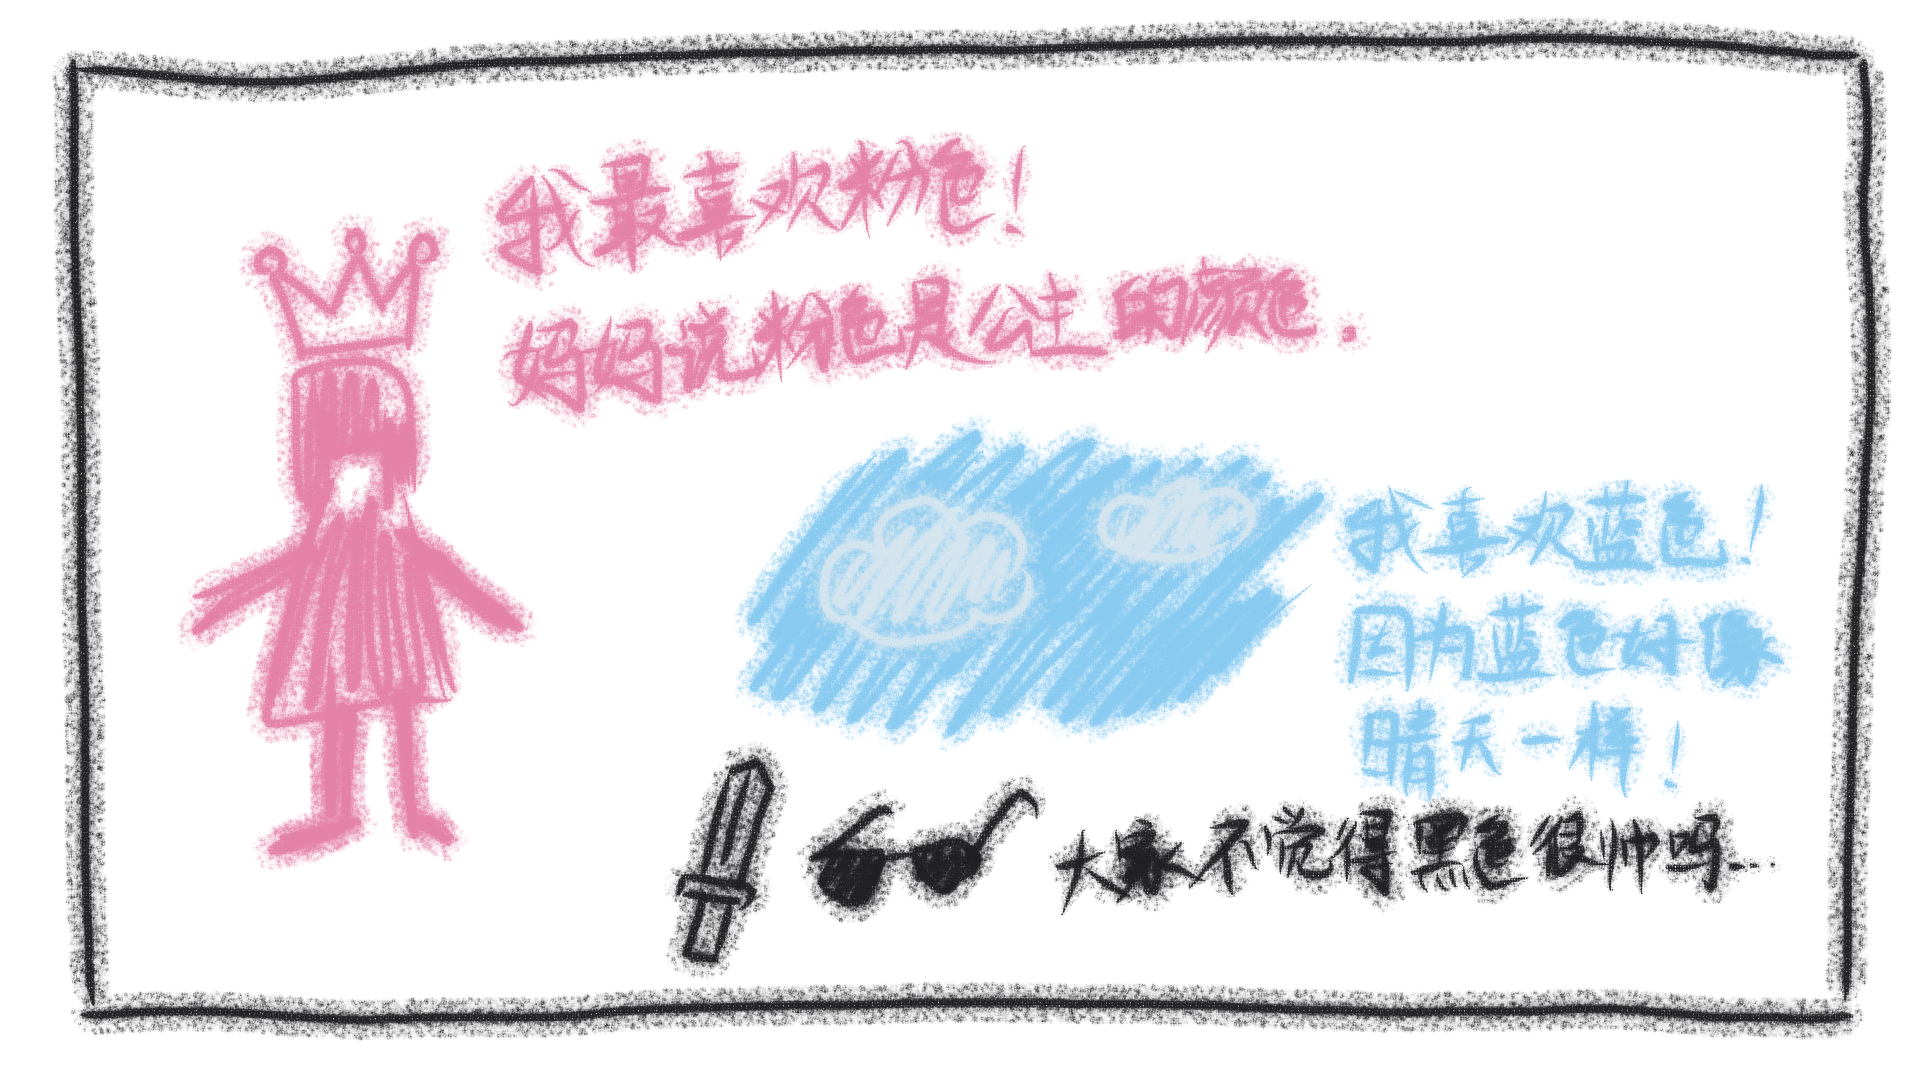 我最喜欢粉色！
妈妈说粉色是公主的颜色.
我喜欢蓝色！
因为蓝色好像
晴天一样！
大家不觉得黑色很帅吗...